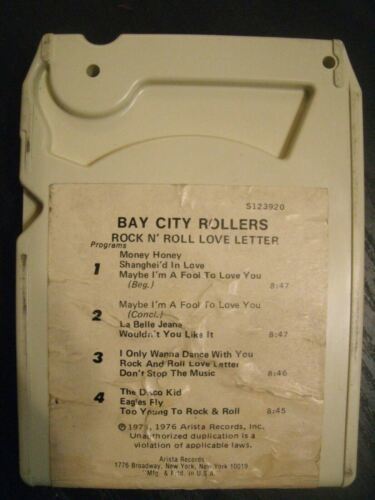 S123920
BAY CITY ROLLERS
ROCK N' ROLL LOVE LETTER
Programs
1
Money Honey
Shanghei'd In Love
Maybe I'm A Fool To Love You
(Beg.) 8:47
2
Maybe I'm A Fool To Love You
(Concl.)
La Belle Jeane
Wouldn't You Like It 8:47
3
I Only Wanna Dance With You
Rock And Roll Love Letter
Don't Stop The Music 8:46
4
The Disco Kid
Eagles Fly
Too Young To Rock & Roll 8:45
℗ 1975, 1976 Arista Records, Inc.
Unauthorized duplication is a
violation of applicable laws.
Arista Records
1776 Broadway, New York, New York 10019
Mfg. & Ptd. in U.S.A.